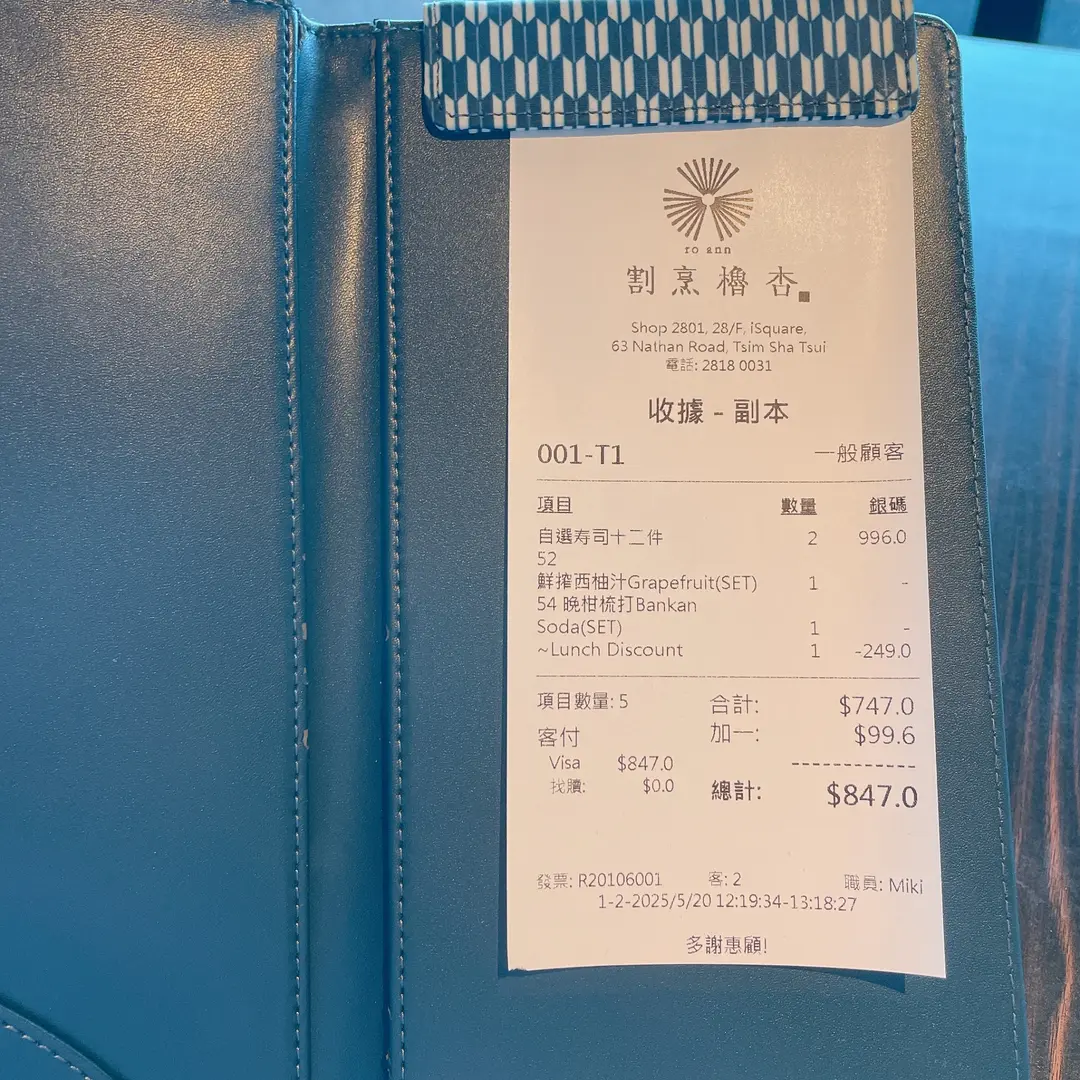 ro ann
割烹櫓杏
Shop 2801, 28/F, iSquare,
63 Nathan Road, Tsim Sha Tsui
電話: 2818 0031
收據 - 副本
001-T1 一般顧客
項目 數量 銀碼
自選寿司十二件 2 996.0
52
鮮搾西柚汁Grapefruit(SET) 1 -
54 晩柑梳打Bankan
Soda(SET) 1 -
~Lunch Discount 1 -249.0
項目數量: 5 合計: $747.0
客付 加一: $99.6
Visa $847.0
找贖: $0.0 總計: $847.0
發票: R20106001 客: 2 職員: Miki
1-2-2025/5/20 12:19:34-13:18:27
多謝惠顧!